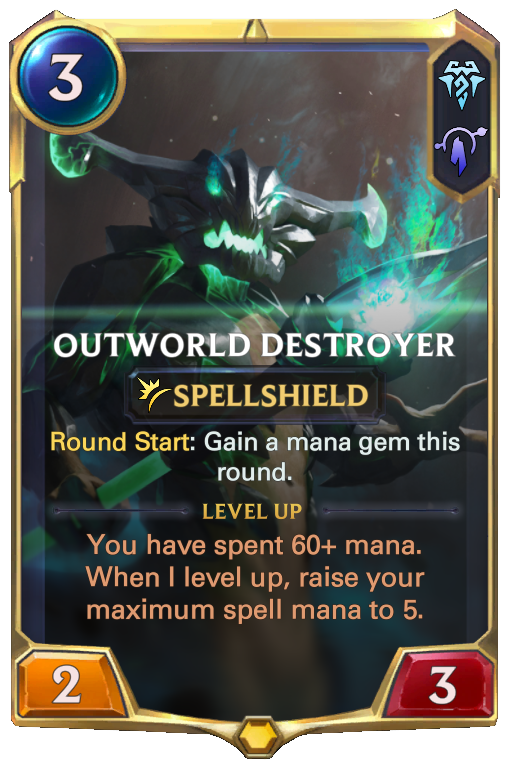 3
OUTWORLD DESTROYER
SPELLSHIELD
Round Start: Gain a mana gem this
round.
LEVEL UP
You have spent 60+ mana.
When I level up, raise your
maximum spell mana to 5.
2
3